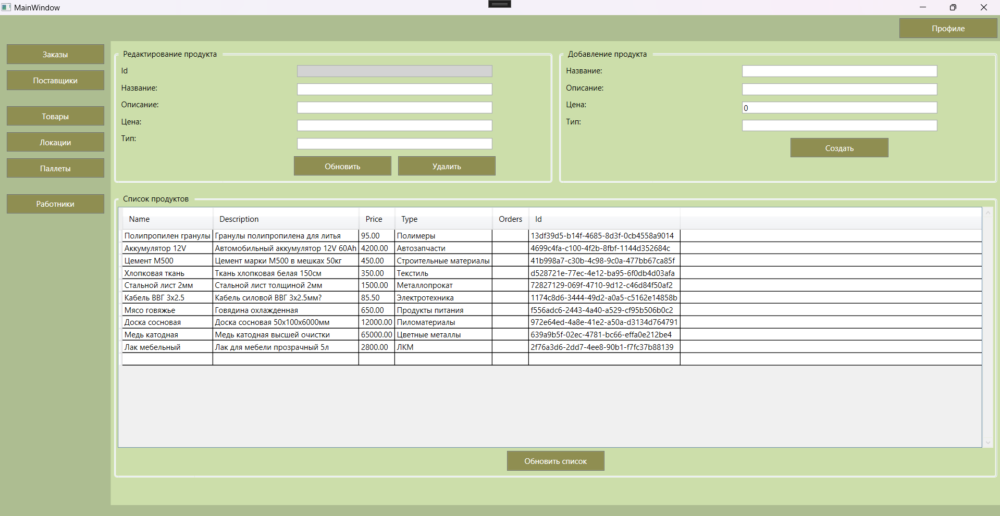 MainWindow
Профиле
Заказы
Поставщики
Товары
Локации
Паллеты
Работники
Редактирование продукта
Id
Название:
Описание:
Цена:
Тип:
Обновить Удалить
Добавление продукта
Название:
Описание:
Цена: 0
Тип:
Создать
Список продуктов
Name Description Price Type Orders Id
Полипропилен гранулы Гранулы полипропилена для литья 95.00 Полимеры 13df39d5-b14f-4685-8d3f-0cb4558a9014
Аккумулятор 12V Автомобильный аккумулятор 12V 60Ah 4200.00 Автозапчасти 4699c4fa-c100-4f2b-8fbf-1144d352684c
Цемент М500 Цемент марки М500 в мешках 50кг 450.00 Строительные материалы 41b998a7-c30b-4c98-9c0a-477bb67ca85f
Хлопковая ткань Ткань хлопковая белая 150см 350.00 Текстиль d528721e-77ec-4e12-ba95-6f0db4d03afa
Стальной лист 2мм Стальной лист толщиной 2мм 1500.00 Металлопрокат 72827129-069f-4710-9d12-c46d84f50af2
Кабель ВВГ 3х2.5 Кабель силовой ВВГ 3х2.5мм? 85.50 Электротехника 1174c8d6-3444-49d2-a0a5-c5162e14858b
Мясо говяжье Говядина охлажденная 650.00 Продукты питания f556adc6-2443-4a40-a529-cf95b506b0c2
Доска сосновая Доска сосновая 50х100х6000мм 12000.00 Пиломатериалы 972e64ed-4a8e-41e2-a50a-d3134d764791
Медь катодная Медь катодная высшей очистки 65000.00 Цветные металлы 639a9b5f-02ec-4781-bc66-effa0e212be4
Лак мебельный Лак для мебели прозрачный 5л 2800.00 ЛКМ 2f76a3d6-2dd7-4ee8-90b1-f7fc37b88139
Обновить список